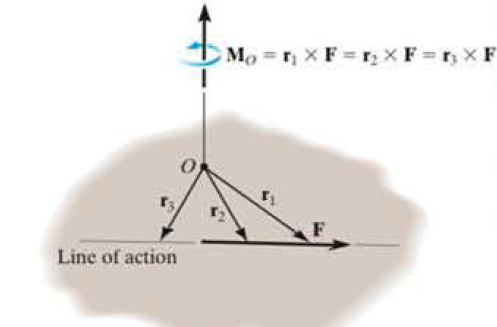 M_O = r₁ × F = r₂ × F = r₃ × F
O
r₃
r₂
r₁
F
Line of action